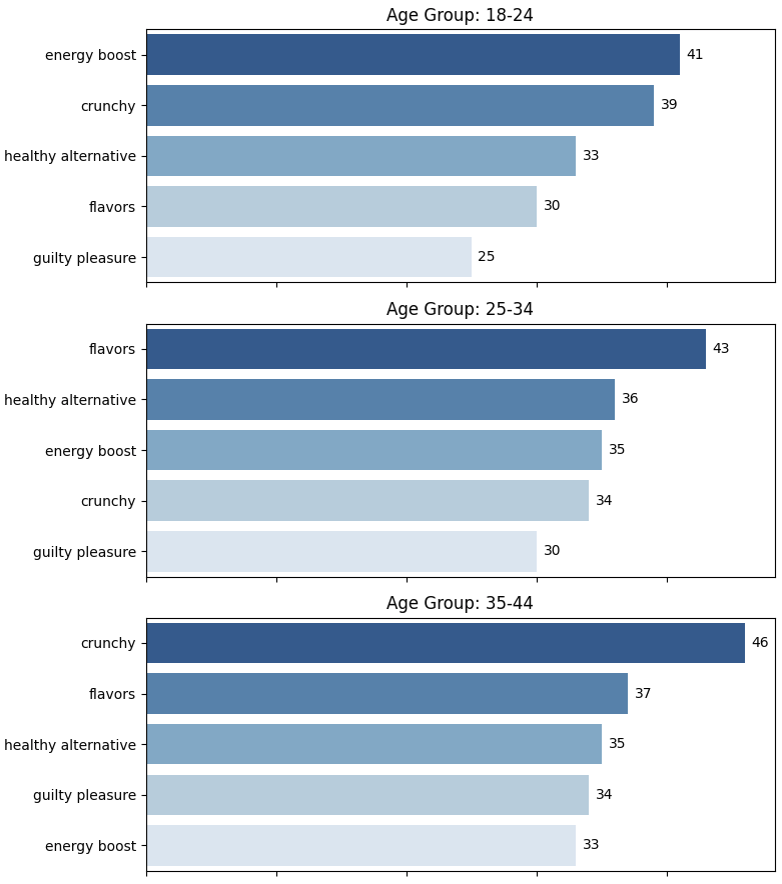 Age Group: 18-24
energy boost 41
crunchy 39
healthy alternative 33
flavors 30
guilty pleasure 25
Age Group: 25-34
flavors 43
healthy alternative 36
energy boost 35
crunchy 34
guilty pleasure 30
Age Group: 35-44
crunchy 46
flavors 37
healthy alternative 35
guilty pleasure 34
energy boost 33